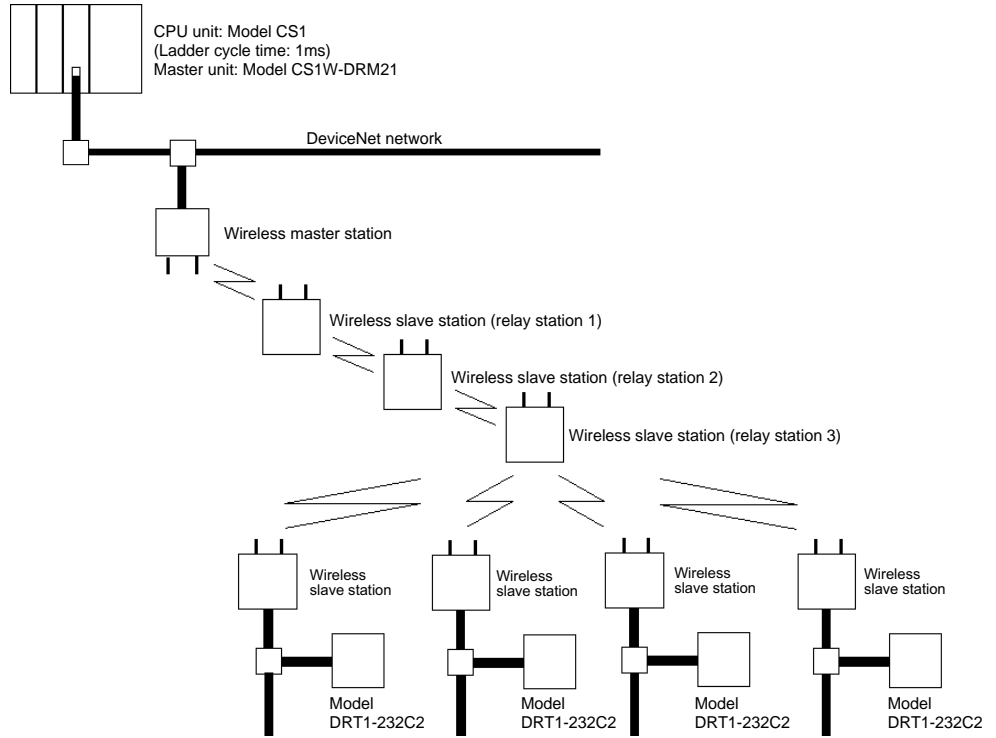 CPU unit: Model CS1
(Ladder cycle time: 1ms)
Master unit: Model CS1W-DRM21
DeviceNet network
Wireless master station
Wireless slave station (relay station 1)
Wireless slave station (relay station 2)
Wireless slave station (relay station 3)
Wireless
slave station
Wireless
slave station
Wireless
slave station
Wireless
slave station
Model
DRT1-232C2
Model
DRT1-232C2
Model
DRT1-232C2
Model
DRT1-232C2